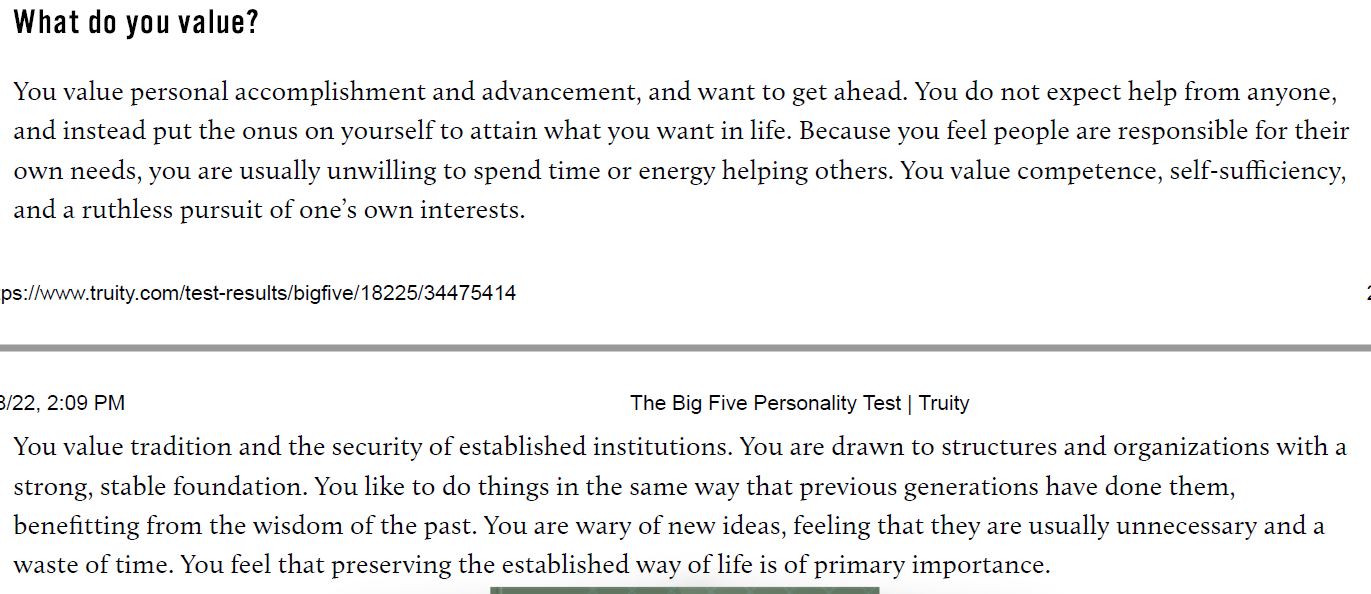 What do you value?
You value personal accomplishment and advancement, and want to get ahead. You do not expect help from anyone,
and instead put the onus on yourself to attain what you want in life. Because you feel people are responsible for their
own needs, you are usually unwilling to spend time or energy helping others. You value competence, self-sufficiency,
and a ruthless pursuit of one’s own interests.
ps://www.truity.com/test-results/bigfive/18225/34475414
/22, 2:09 PM The Big Five Personality Test | Truity
You value tradition and the security of established institutions. You are drawn to structures and organizations with a
strong, stable foundation. You like to do things in the same way that previous generations have done them,
benefitting from the wisdom of the past. You are wary of new ideas, feeling that they are usually unnecessary and a
waste of time. You feel that preserving the established way of life is of primary importance.